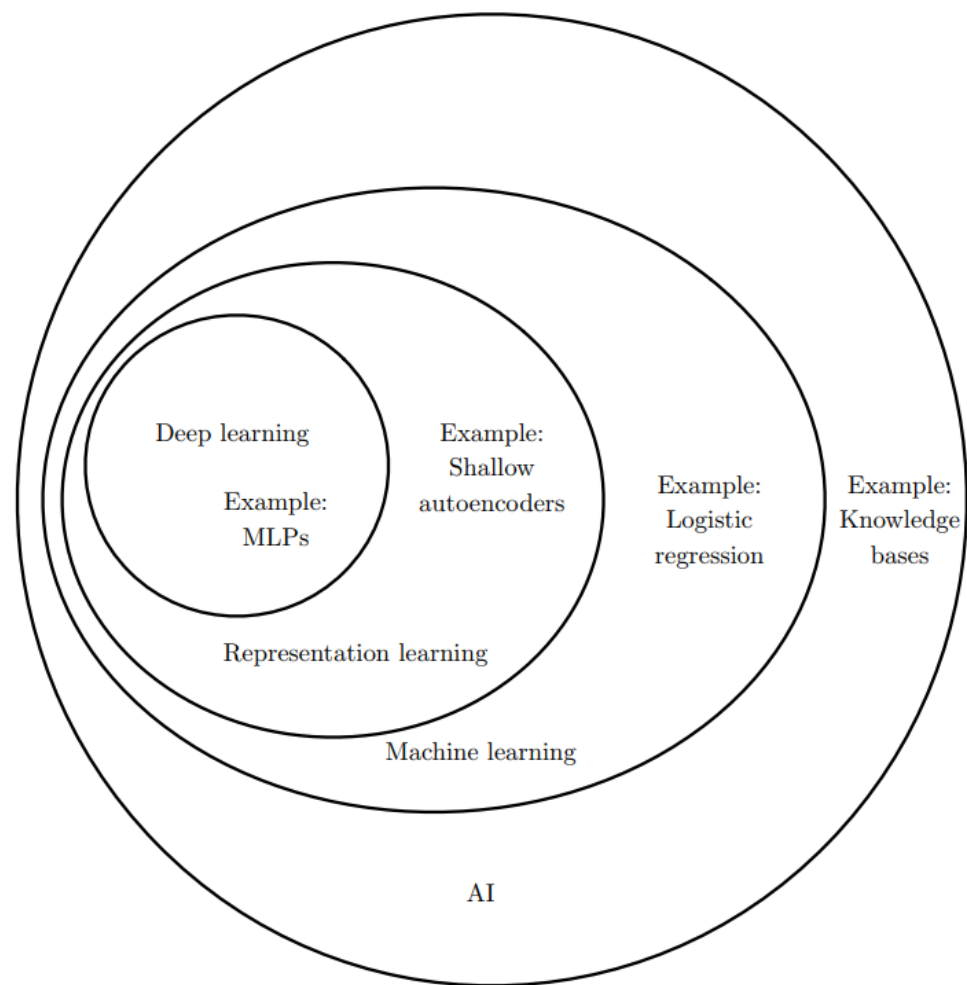 Deep learning
Example:
MLPs
Example:
Shallow
autoencoders
Example:
Logistic
regression
Example:
Knowledge
bases
Representation learning
Machine learning
AI